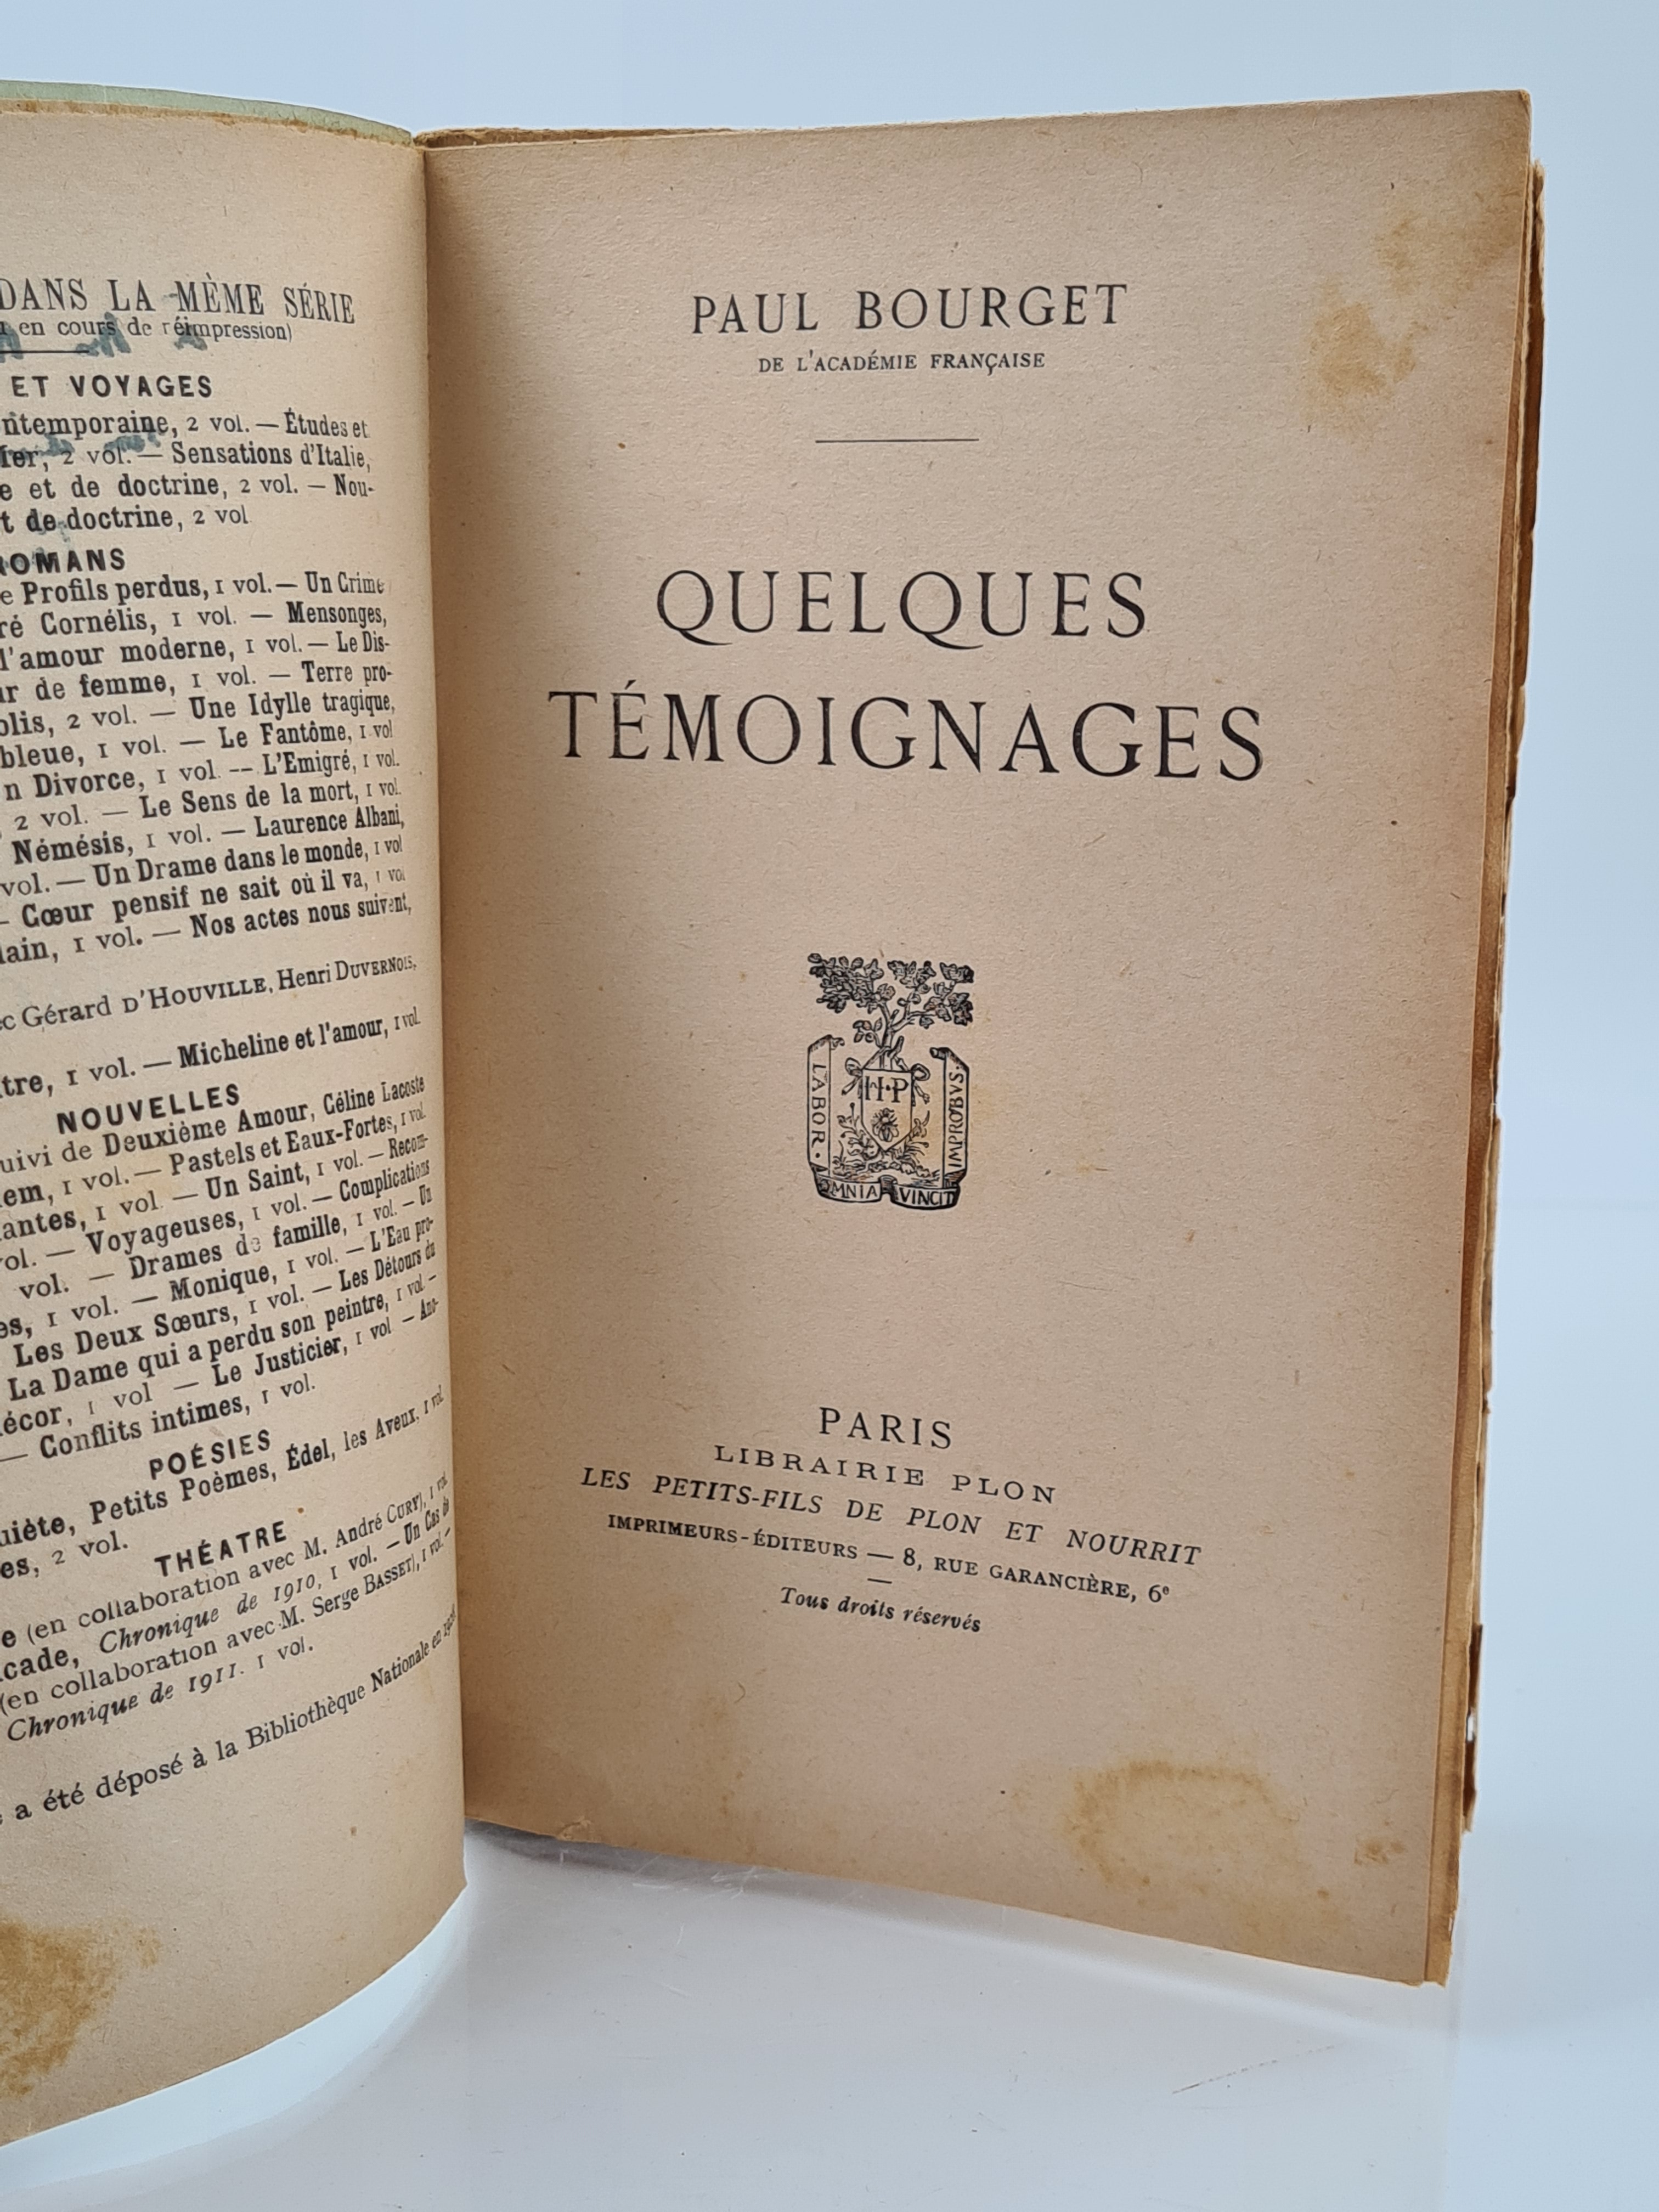 DANS LA MÊME SÉRIE
en cours de réimpression)
ET VOYAGES
2 vol. — Études et
2 vol. — Sensations d'Italie,
et de doctrine, 2 vol. — Nou-
de doctrine, 2 vol
ROMANS
Profils perdus, 1 vol. — Un Crime
Cornélis, 1 vol. — Mensonges,
l'amour moderne, 1 vol. — Le Dis-
de femme, 1 vol. — Terre pro-
2 vol. — Une Idylle tragique,
bleue, 1 vol. — Le Fantôme, 1 vol
Divorce, 1 vol. -- L'Emigré, 1 vol.
2 vol. — Le Sens de la mort, 1 vol.
Némésis, 1 vol. — Laurence Albani,
vol. — Un Drame dans le monde, 1 vol
— Cœur pensif ne sait où il va, 1 vol
1 vol. — Nos actes nous suivent,
Gérard D'HOUVILLE, Henri DUVERNOIS,
1 vol. — Micheline et l'amour, 1 vol.
NOUVELLES
suivi de Deuxième Amour, Céline Lacoste
1 vol. — Pastels et Eaux-Fortes, 1 vol.
1 vol. — Un Saint, 1 vol. — Recom-
vol. — Voyageuses, 1 vol. — Complications
vol. — Drames de famille, 1 vol. — Un
1 vol. — Monique, 1 vol. — L'Eau pro-
Les Deux Sœurs, 1 vol. — Les Détours du
La Dame qui a perdu son peintre, 1 vol. —
1 vol — Le Justicier, 1 vol — Ano-
— Conflits intimes, 1 vol.
POÉSIES
Petits Poèmes, Édel, les Aveux, 1 vol.
2 vol.
THÉATRE
(en collaboration avec M. André CURY), 1 vol.
Chronique de 1910, 1 vol. — Un Cas de
(en collaboration avec M. Serge BASSET), 1 vol. —
Chronique de 1911. 1 vol.
a été déposé à la Bibliothèque Nationale en
PAUL BOURGET
DE L'ACADÉMIE FRANÇAISE
QUELQUES
TÉMOIGNAGES
H·P
LABOR. IMPROBVS.
OMNIA VINCIT
PARIS
LIBRAIRIE PLON
LES PETITS-FILS DE PLON ET NOURRIT
IMPRIMEURS-ÉDITEURS — 8, RUE GARANCIÈRE, 6e
Tous droits réservés